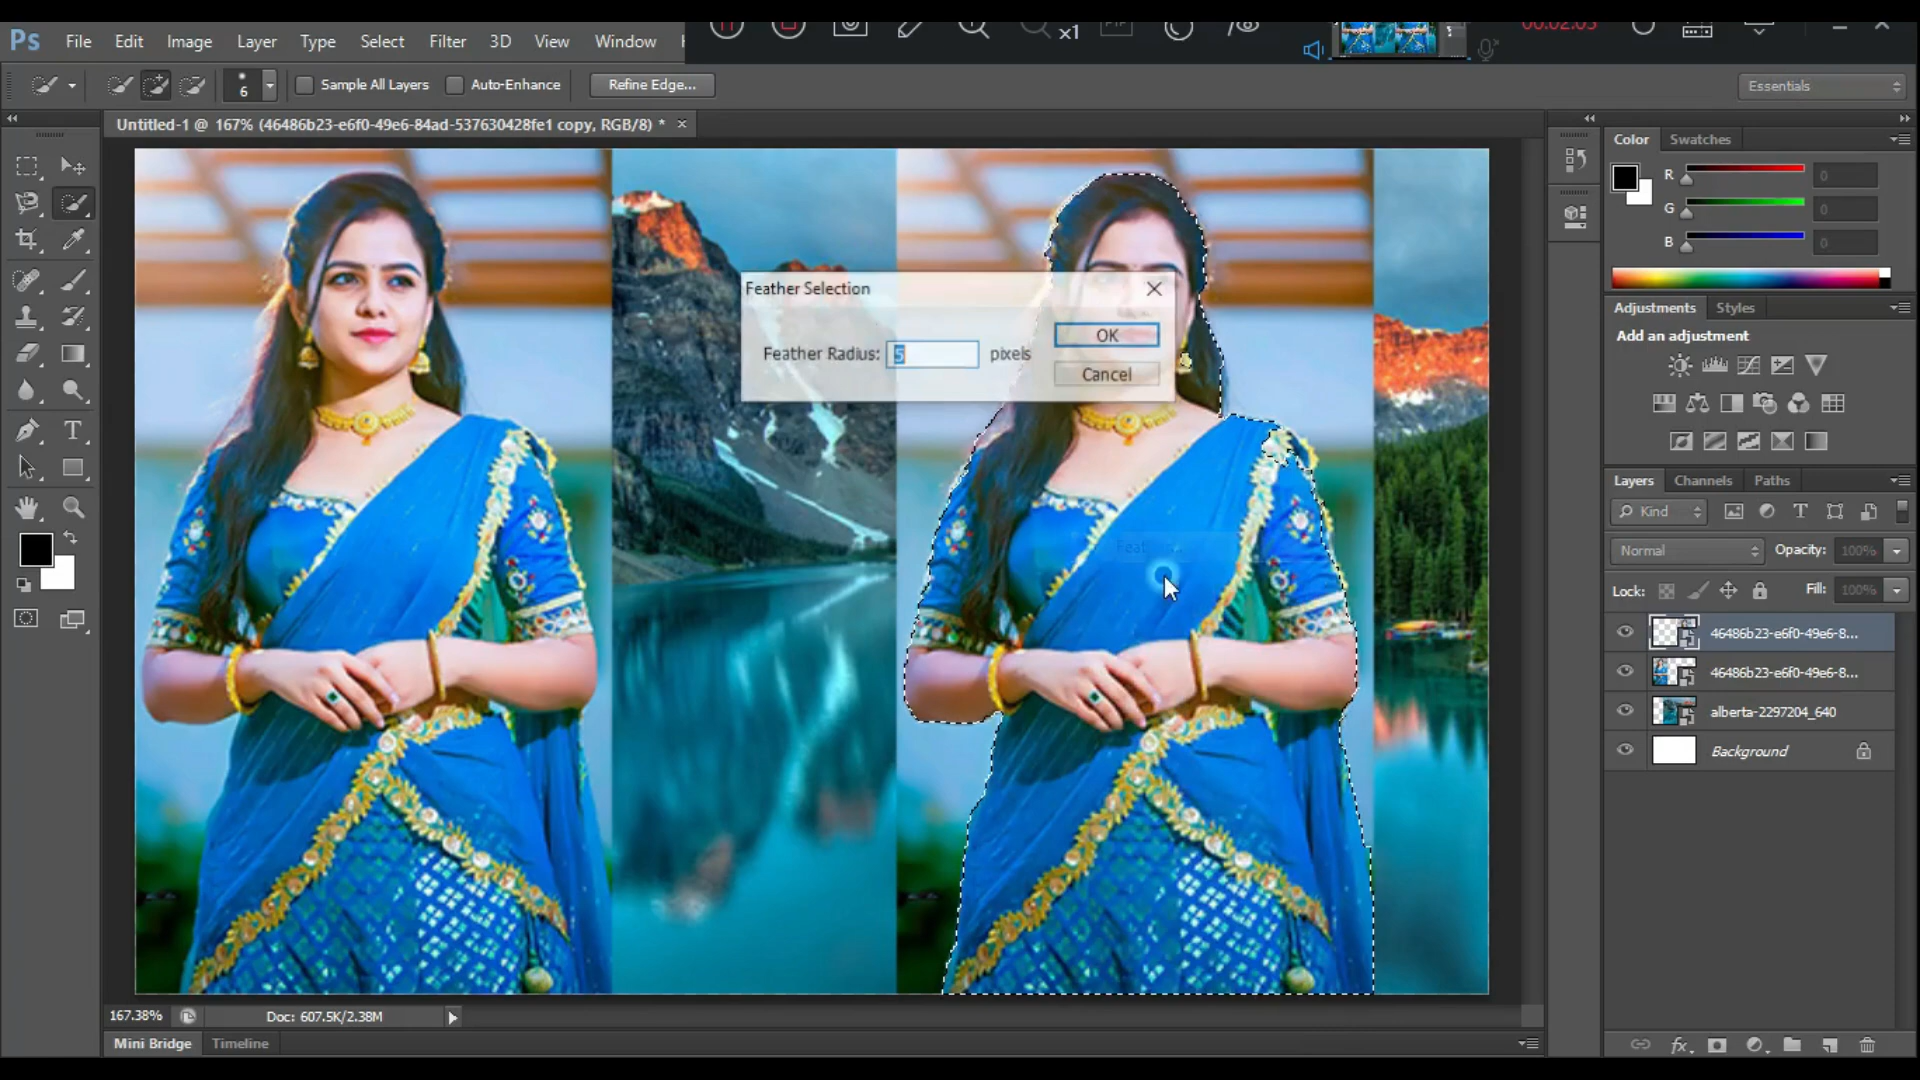 Ps File Edit Image Layer Type Select Filter 3D View Window
x1
6 Sample All Layers Auto-Enhance Refine Edge... Essentials
Untitled-1 @ 167% (46486b23-e6f0-49e6-84ad-537630428fe1 copy, RGB/8) * ×
Color Swatches
R 0
G 0
B 0
Feather Selection
Feather Radius: 5 pixels
OK
Cancel
Adjustments Styles
Add an adjustment
Layers Channels Paths
Kind
Normal Opacity: 100%
Lock: Fill: 100%
46486b23-e6f0-49e6-8...
46486b23-e6f0-49e6-8...
alberta-2297204_640
Background
167.38% Doc: 607.5K/2.38M
Mini Bridge Timeline